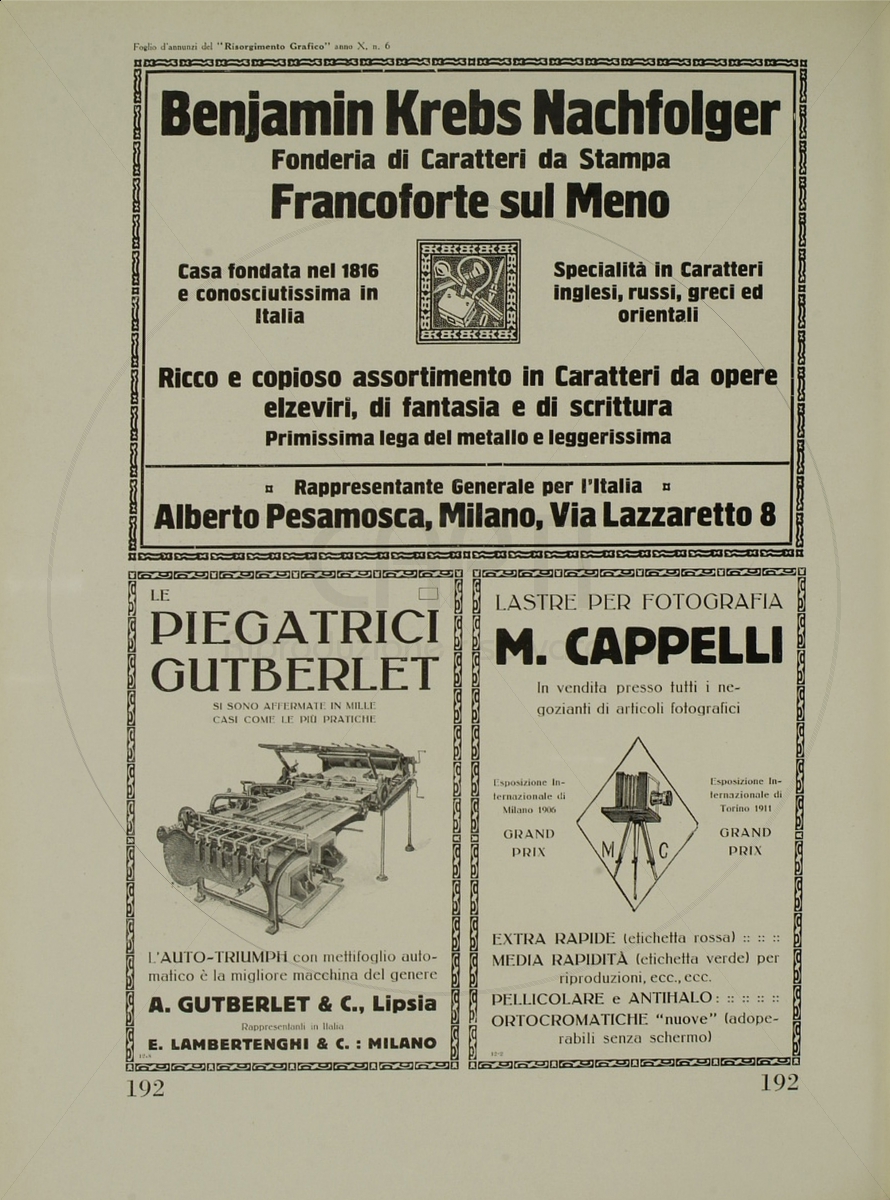 Foglio d'annunzi del "Risorgimento Grafico" anno X, n. 6
Benjamin Krebs Nachfolger
Fonderia di Caratteri da Stampa
Francoforte sul Meno
Casa fondata nel 1816
e conosciutissima in
Italia
Specialità in Caratteri
inglesi, russi, greci ed
orientali
Ricco e copioso assortimento in Caratteri da opere
elzeviri, di fantasia e di scrittura
Primissima lega del metallo e leggerissima
¤ Rappresentante Generale per l'Italia ¤
Alberto Pesamosca, Milano, Via Lazzaretto 8
LE
PIEGATRICI
GUTBERLET
SI SONO AFFERMATE IN MILLE
CASI COME LE PIÙ PRATICHE
L'AUTO-TRIUMPH con mettifoglio auto-
matico è la migliore macchina del genere
A. GUTBERLET & C., Lipsia
Rappresentanti in Italia
E. LAMBERTENGHI & C. : MILANO
192
LASTRE PER FOTOGRAFIA
M. CAPPELLI
In vendita presso tutti i ne-
gozianti di articoli fotografici
Esposizione In-
ternazionale di
Milano 1906
GRAND
PRIX
M C
Esposizione In-
ternazionale di
Torino 1911
GRAND
PRIX
EXTRA RAPIDE (etichetta rossa) :: :: ::
MEDIA RAPIDITÀ (etichetta verde) per
riproduzioni, ecc., ecc.
PELLICOLARE e ANTIHALO : :: :: :: ::
ORTOCROMATICHE "nuove" (adope-
rabili senza schermo)
12-2
192